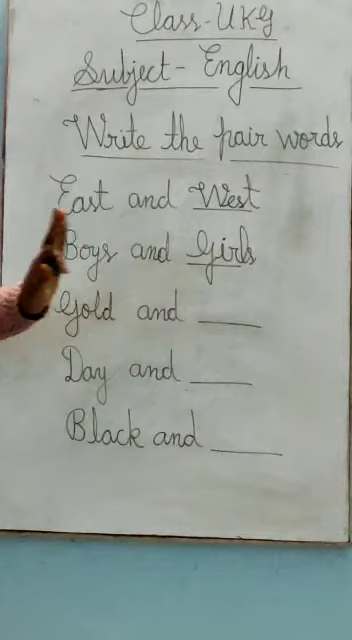 Class-UKG
Subject- English
Write the pair words
East and West
Boys and Girls
Gold and ____
Day and ____
Black and ____